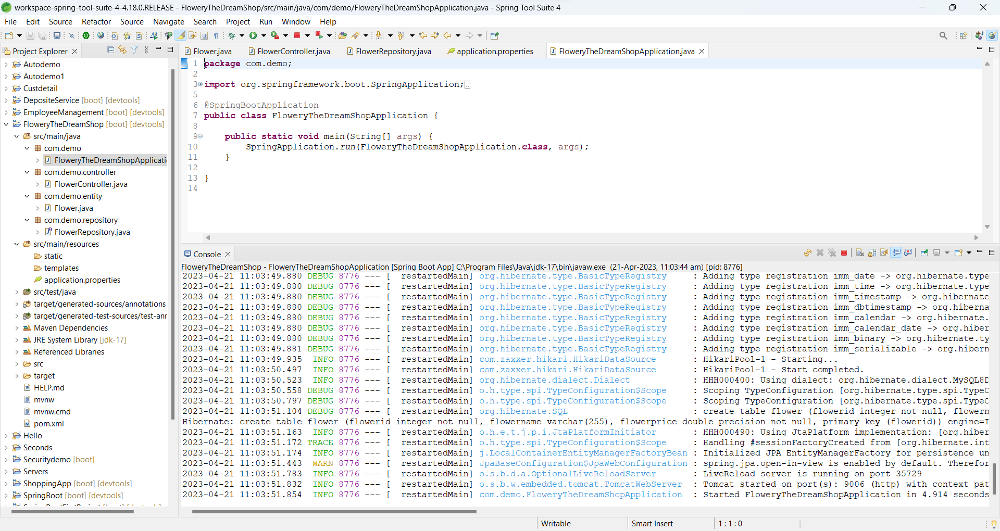 workspace-spring-tool-suite-4-4.18.0.RELEASE - FloweryTheDreamShop/src/main/java/com/demo/FloweryTheDreamShopApplication.java - Spring Tool Suite 4
File Edit Source Refactor Source Navigate Search Project Run Window Help
Project Explorer
Autodemo
Autodemo1
Custdetail
DepositeService [boot] [devtools]
EmployeeManagement [boot] [devtools]
FloweryTheDreamShop [boot] [devtools]
src/main/java
com.demo
FloweryTheDreamShopApplicati
com.demo.controller
FlowerController.java
com.demo.entity
Flower.java
com.demo.repository
FlowerRepository.java
src/main/resources
static
templates
application.properties
src/test/java
target/generated-sources/annotations
target/generated-test-sources/test-anr
Maven Dependencies
JRE System Library [jdk-17]
Referenced Libraries
src
target
HELP.md
mvnw
mvnw.cmd
pom.xml
Hello
Seconds
Securitydemo [boot]
Servers
ShoppingApp [boot] [devtools]
SpringBoot [boot] [devtools]
Flower.java FlowerController.java FlowerRepository.java application.properties FloweryTheDreamShopApplication.java
1 package com.demo;
2
3 import org.springframework.boot.SpringApplication;
5
6 @SpringBootApplication
7 public class FloweryTheDreamShopApplication {
8
9 public static void main(String[] args) {
10 SpringApplication.run(FloweryTheDreamShopApplication.class, args);
11 }
12
13 }
14
Console
FloweryTheDreamShop - FloweryTheDreamShopApplication [Spring Boot App] C:\Program Files\Java\jdk-17\bin\javaw.exe (21-Apr-2023, 11:03:44 am) [pid: 8776]
2023-04-21 11:03:49.880 DEBUG 8776 --- [ restartedMain] org.hibernate.type.BasicTypeRegistry : Adding type registration imm_date -> org.hibernate.type
2023-04-21 11:03:49.880 DEBUG 8776 --- [ restartedMain] org.hibernate.type.BasicTypeRegistry : Adding type registration imm_time -> org.hibernate.type
2023-04-21 11:03:49.880 DEBUG 8776 --- [ restartedMain] org.hibernate.type.BasicTypeRegistry : Adding type registration imm_timestamp -> org.hibernate
2023-04-21 11:03:49.880 DEBUG 8776 --- [ restartedMain] org.hibernate.type.BasicTypeRegistry : Adding type registration imm_dbtimestamp -> org.hiberna
2023-04-21 11:03:49.880 DEBUG 8776 --- [ restartedMain] org.hibernate.type.BasicTypeRegistry : Adding type registration imm_calendar -> org.hibernate.
2023-04-21 11:03:49.880 DEBUG 8776 --- [ restartedMain] org.hibernate.type.BasicTypeRegistry : Adding type registration imm_calendar_date -> org.hiber
2023-04-21 11:03:49.880 DEBUG 8776 --- [ restartedMain] org.hibernate.type.BasicTypeRegistry : Adding type registration imm_binary -> org.hibernate.ty
2023-04-21 11:03:49.881 DEBUG 8776 --- [ restartedMain] org.hibernate.type.BasicTypeRegistry : Adding type registration imm_serializable -> org.hibern
2023-04-21 11:03:49.935 INFO 8776 --- [ restartedMain] com.zaxxer.hikari.HikariDataSource : HikariPool-1 - Starting...
2023-04-21 11:03:50.497 INFO 8776 --- [ restartedMain] com.zaxxer.hikari.HikariDataSource : HikariPool-1 - Start completed.
2023-04-21 11:03:50.523 INFO 8776 --- [ restartedMain] org.hibernate.dialect.Dialect : HHH000400: Using dialect: org.hibernate.dialect.MySQL8D
2023-04-21 11:03:50.558 DEBUG 8776 --- [ restartedMain] o.h.type.spi.TypeConfiguration$Scope : Scoping TypeConfiguration [org.hibernate.type.spi.TypeC
2023-04-21 11:03:50.797 DEBUG 8776 --- [ restartedMain] o.h.type.spi.TypeConfiguration$Scope : Scoping TypeConfiguration [org.hibernate.type.spi.TypeC
2023-04-21 11:03:51.104 DEBUG 8776 --- [ restartedMain] org.hibernate.SQL : create table flower (flowerid integer not null, flowern
Hibernate: create table flower (flowerid integer not null, flowername varchar(255), flowerprice double precision not null, primary key (flowerid)) engine=I
2023-04-21 11:03:51.163 INFO 8776 --- [ restartedMain] o.h.e.t.j.p.i.JtaPlatformInitiator : HHH000490: Using JtaPlatform implementation: [org.hiber
2023-04-21 11:03:51.172 TRACE 8776 --- [ restartedMain] o.h.type.spi.TypeConfiguration$Scope : Handling #sessionFactoryCreated from [org.hibernate.int
2023-04-21 11:03:51.174 INFO 8776 --- [ restartedMain] j.LocalContainerEntityManagerFactoryBean : Initialized JPA EntityManagerFactory for persistence un
2023-04-21 11:03:51.443 WARN 8776 --- [ restartedMain] JpaBaseConfiguration$JpaWebConfiguration : spring.jpa.open-in-view is enabled by default. Therefor
2023-04-21 11:03:51.783 INFO 8776 --- [ restartedMain] o.s.b.d.a.OptionalLiveReloadServer : LiveReload server is running on port 35729
2023-04-21 11:03:51.832 INFO 8776 --- [ restartedMain] o.s.b.w.embedded.tomcat.TomcatWebServer : Tomcat started on port(s): 9006 (http) with context pat
2023-04-21 11:03:51.854 INFO 8776 --- [ restartedMain] com.demo.FloweryTheDreamShopApplication : Started FloweryTheDreamShopApplication in 4.914 seconds
Writable Smart Insert 1 : 1 : 0